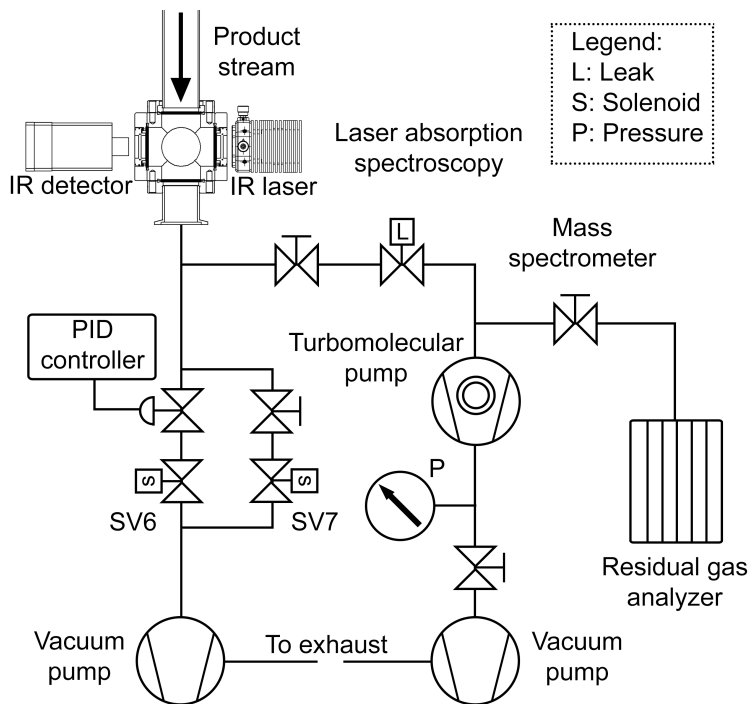 Product
stream
Legend:
L: Leak
S: Solenoid
P: Pressure
IR detector
IR laser
Laser absorption
spectroscopy
L
Mass
spectrometer
PID
controller
Turbomolecular
pump
P
S
S
SV6
SV7
Residual gas
analyzer
Vacuum
pump
To exhaust
Vacuum
pump